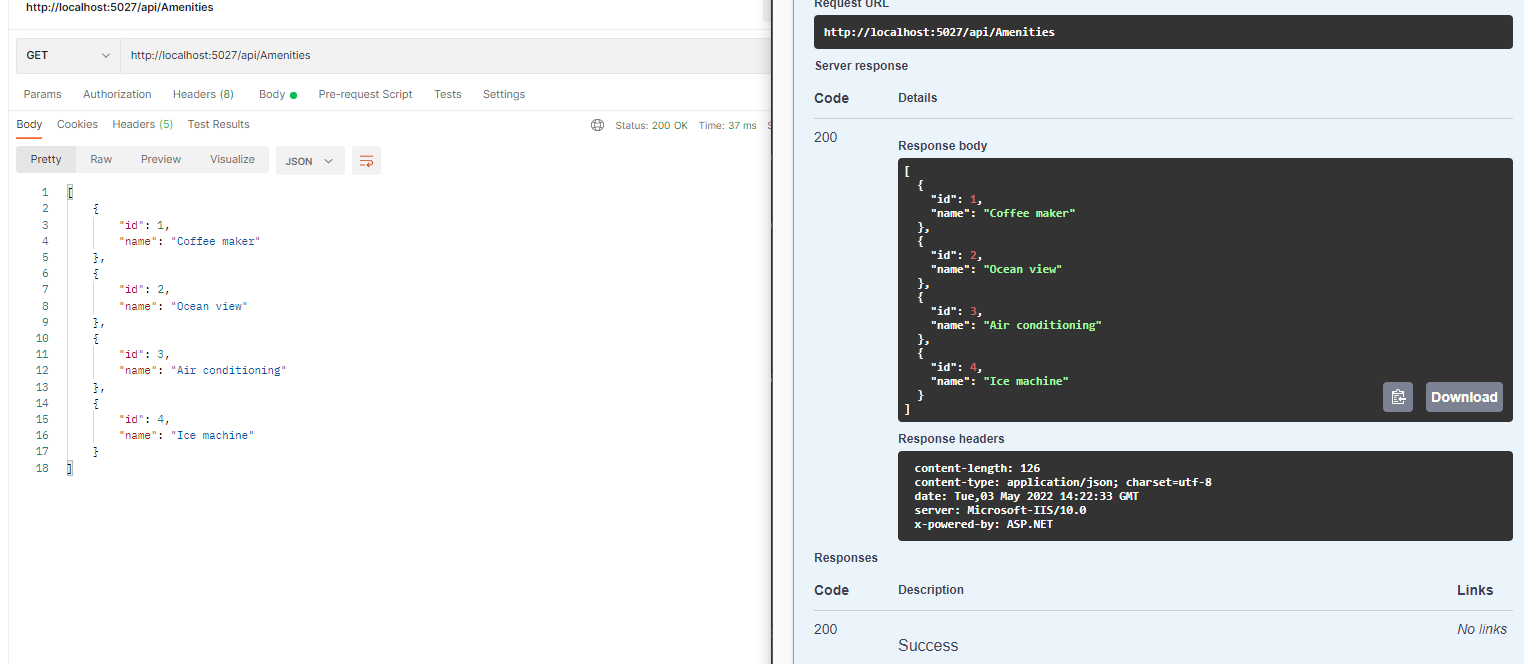 http://localhost:5027/api/Amenities
GET
http://localhost:5027/api/Amenities
Params Authorization Headers (8) Body Pre-request Script Tests Settings
Body Cookies Headers (5) Test Results Status: 200 OK Time: 37 ms
Pretty Raw Preview Visualize JSON
1 [
2 {
3 "id": 1,
4 "name": "Coffee maker"
5 },
6 {
7 "id": 2,
8 "name": "Ocean view"
9 },
10 {
11 "id": 3,
12 "name": "Air conditioning"
13 },
14 {
15 "id": 4,
16 "name": "Ice machine"
17 }
18 ]
Request URL
http://localhost:5027/api/Amenities
Server response
Code Details
200
Response body
[
{
"id": 1,
"name": "Coffee maker"
},
{
"id": 2,
"name": "Ocean view"
},
{
"id": 3,
"name": "Air conditioning"
},
{
"id": 4,
"name": "Ice machine"
}
]
Download
Response headers
content-length: 126
content-type: application/json; charset=utf-8
date: Tue,03 May 2022 14:22:33 GMT
server: Microsoft-IIS/10.0
x-powered-by: ASP.NET
Responses
Code Description Links
200 No links
Success